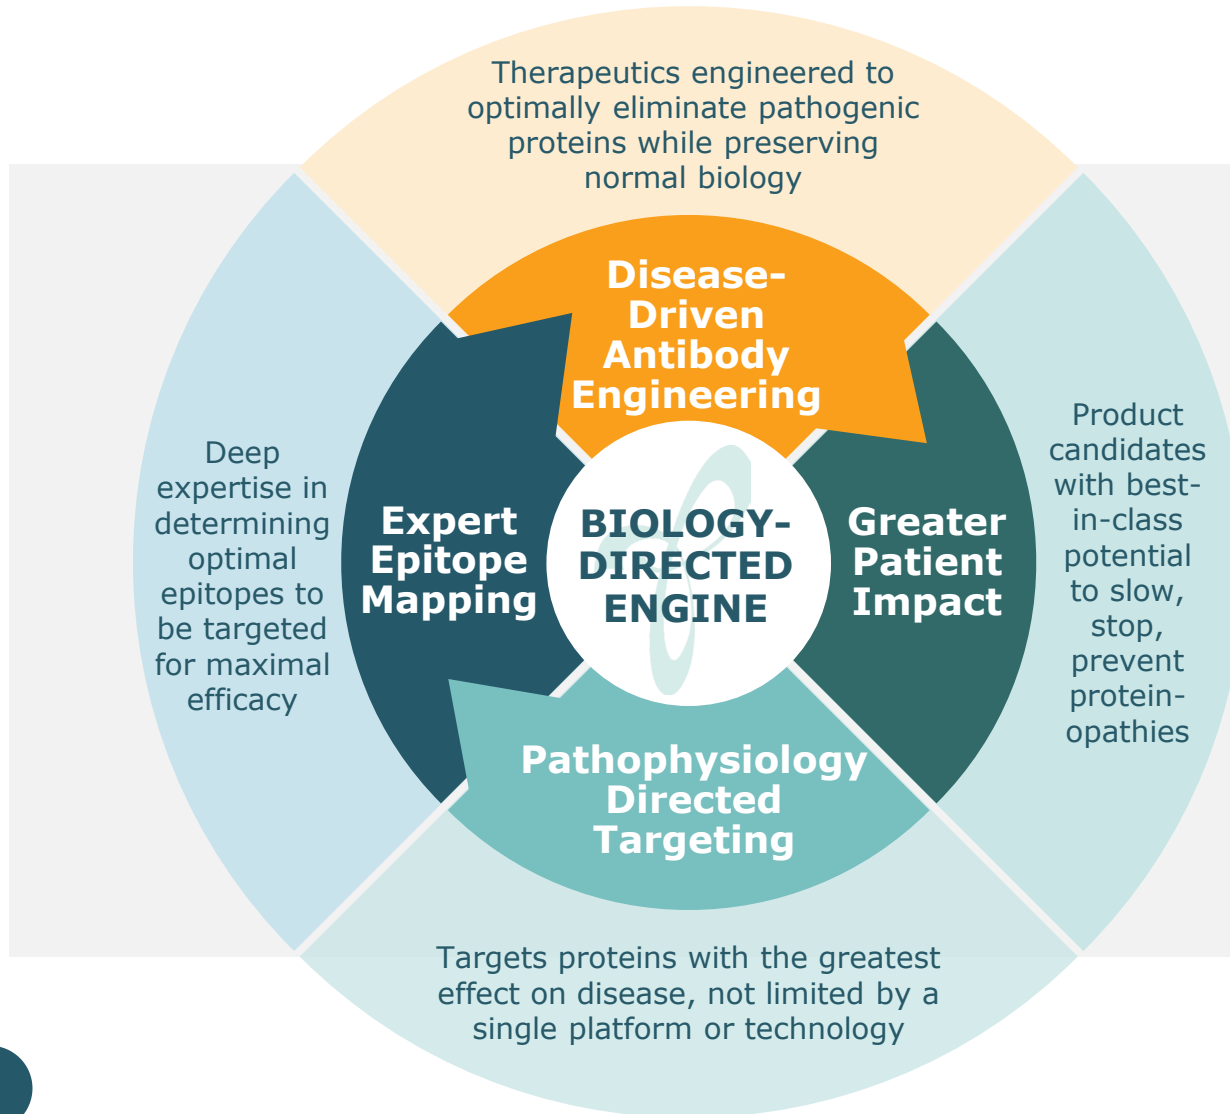 Therapeutics engineered to
optimally eliminate pathogenic
proteins while preserving
normal biology
Disease-
Driven
Antibody
Engineering
Deep
expertise in
determining
optimal
epitopes to
be targeted
for maximal
efficacy
Expert
Epitope
Mapping
BIOLOGY-
DIRECTED
ENGINE
Greater
Patient
Impact
Product
candidates
with best-
in-class
potential
to slow,
stop,
prevent
protein-
opathies
Pathophysiology
Directed
Targeting
Targets proteins with the greatest
effect on disease, not limited by a
single platform or technology